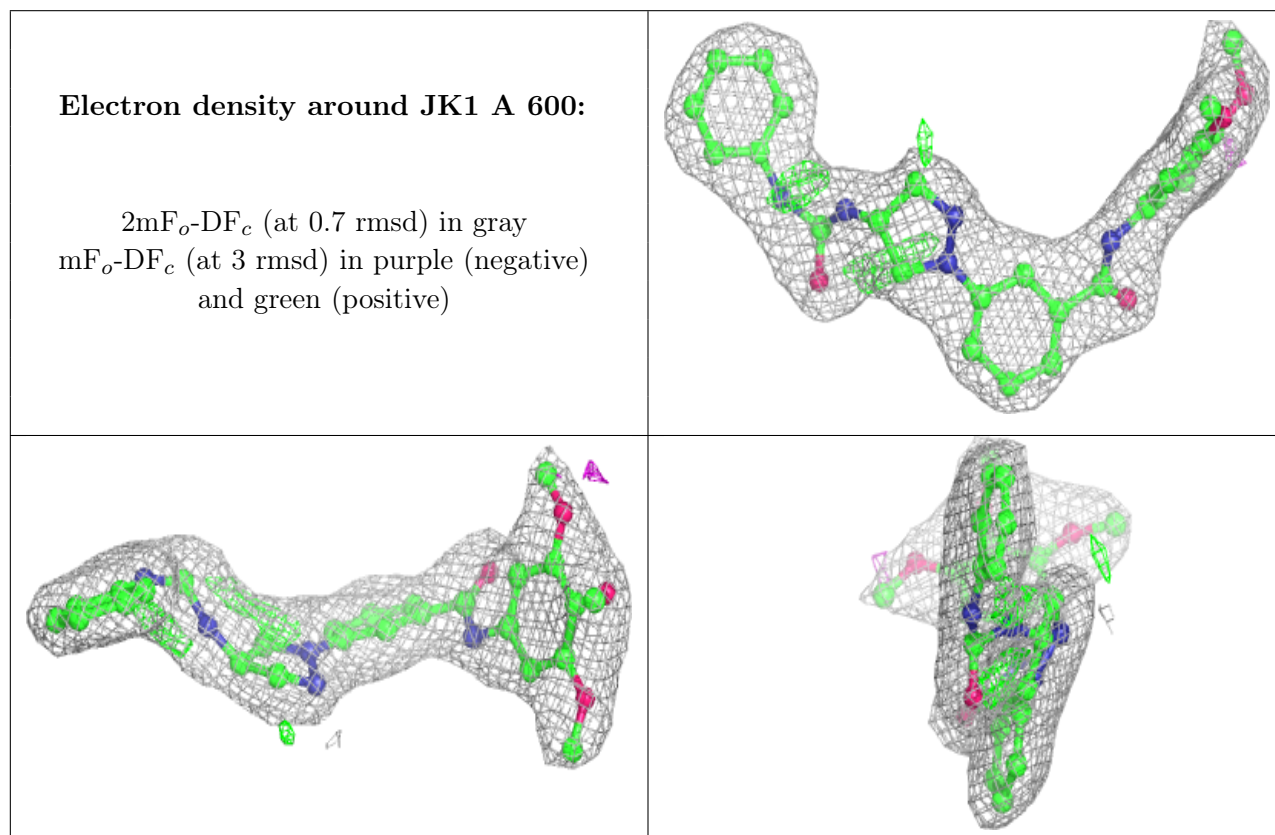 Electron density around JK1 A 600:
2mFₒ-DF𝒸 (at 0.7 rmsd) in gray
mFₒ-DF𝒸 (at 3 rmsd) in purple (negative)
and green (positive)